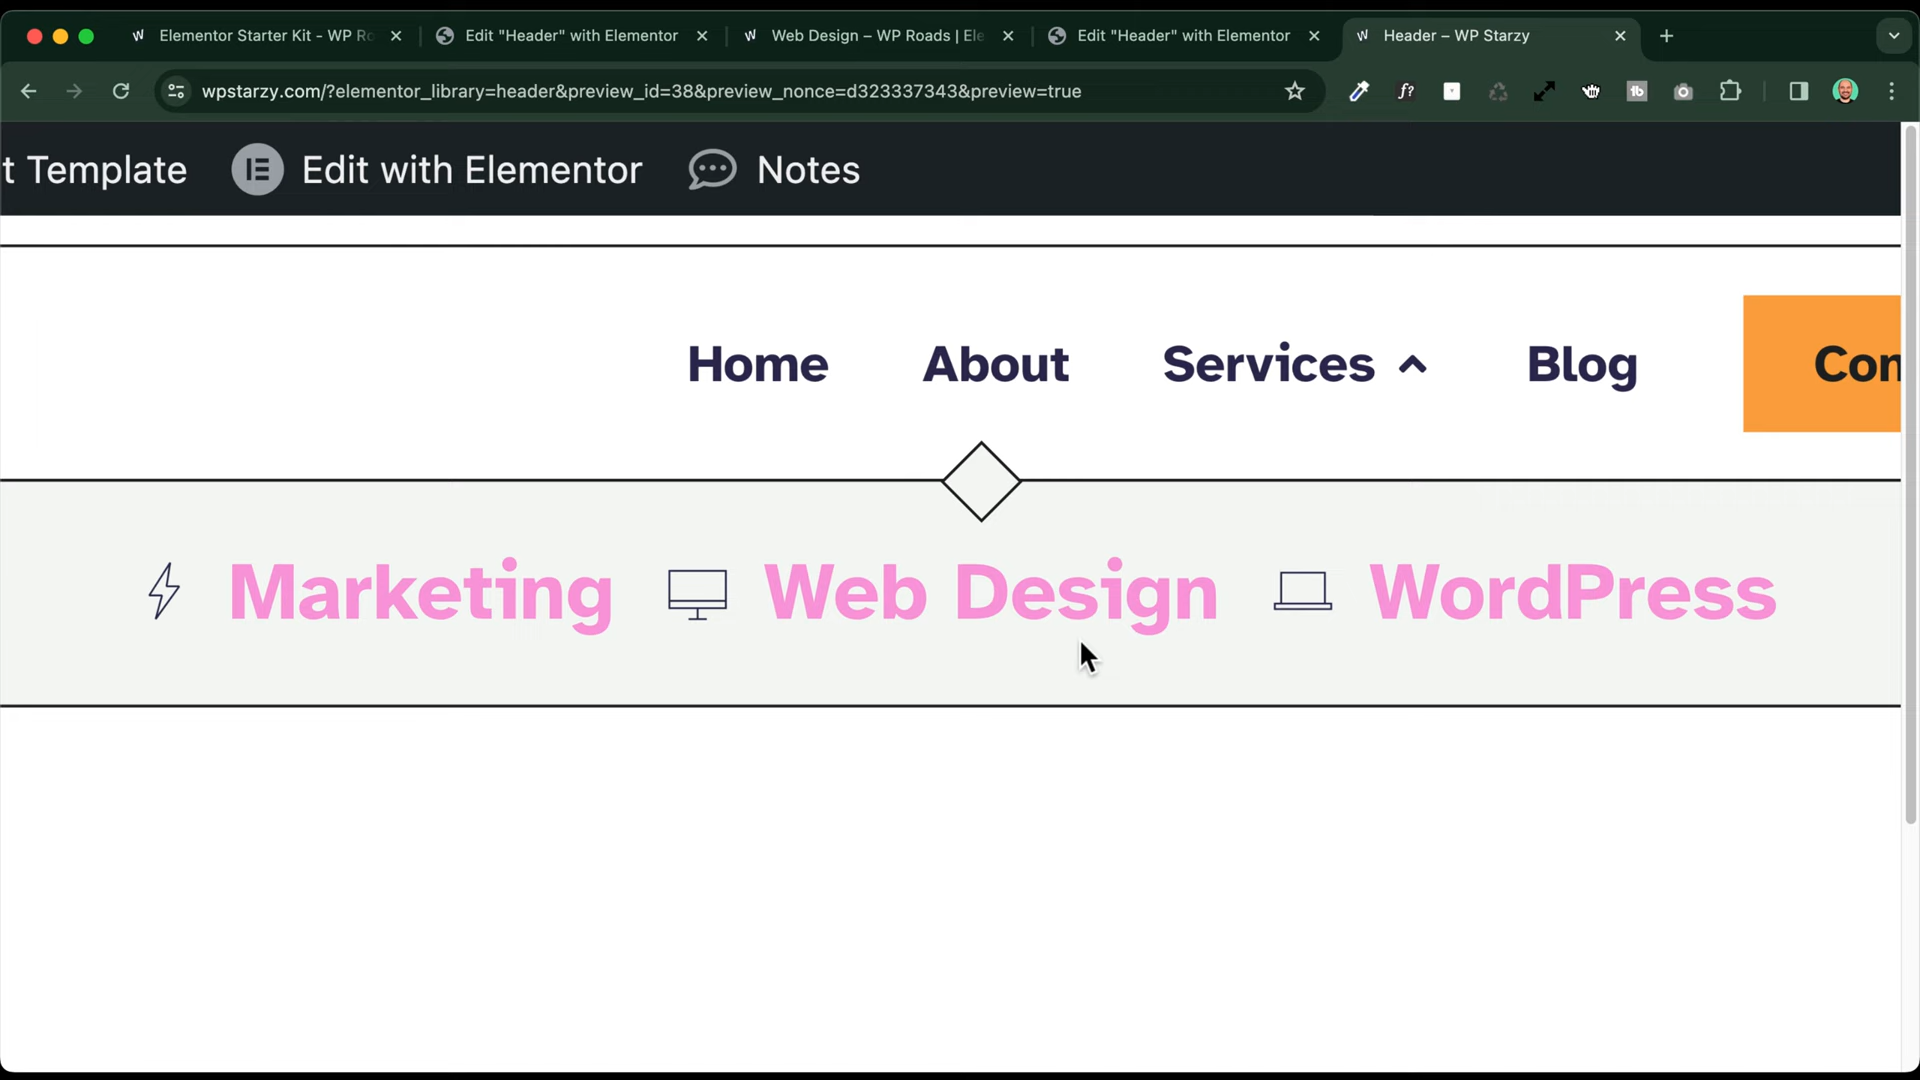 Elementor Starter Kit - WP Ro
Edit "Header" with Elementor
Web Design – WP Roads | Ele
Edit "Header" with Elementor
Header – WP Starzy
wpstarzy.com/?elementor_library=header&preview_id=38&preview_nonce=d323337343&preview=true
t Template
Edit with Elementor
Notes
Home
About
Services
Blog
Con
Marketing
Web Design
WordPress